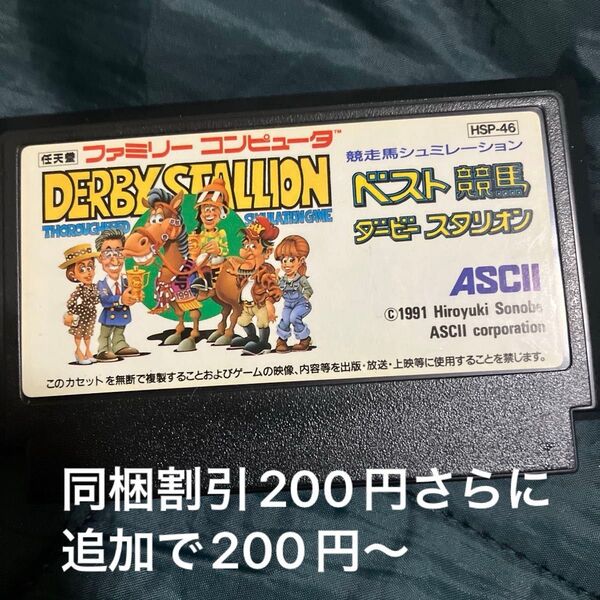 任天堂
ファミリー コンピュータ™
HSP-46
DERBY STALLION
THOROUGHBRED SIMULATION GAME
競走馬シュミレーション
ベスト競馬
ダービー スタリオン
1991
ASCII
©1991 Hiroyuki Sonobe
ASCII corporation
このカセットを無断で複製することおよびゲームの映像、内容等を出版・放送・上映等に使用することを禁じます。
同梱割引200円さらに
追加で200円〜